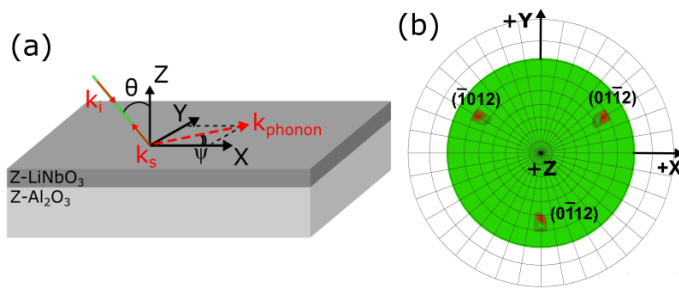 (a)
Z
θ
k_i
Y
k_phonon
k_s
ψ
X
Z-LiNbO₃
Z-Al₂O₃
(b)
+Y
(1̄012)
(011̄2)
+Z
+X
(01̄12)